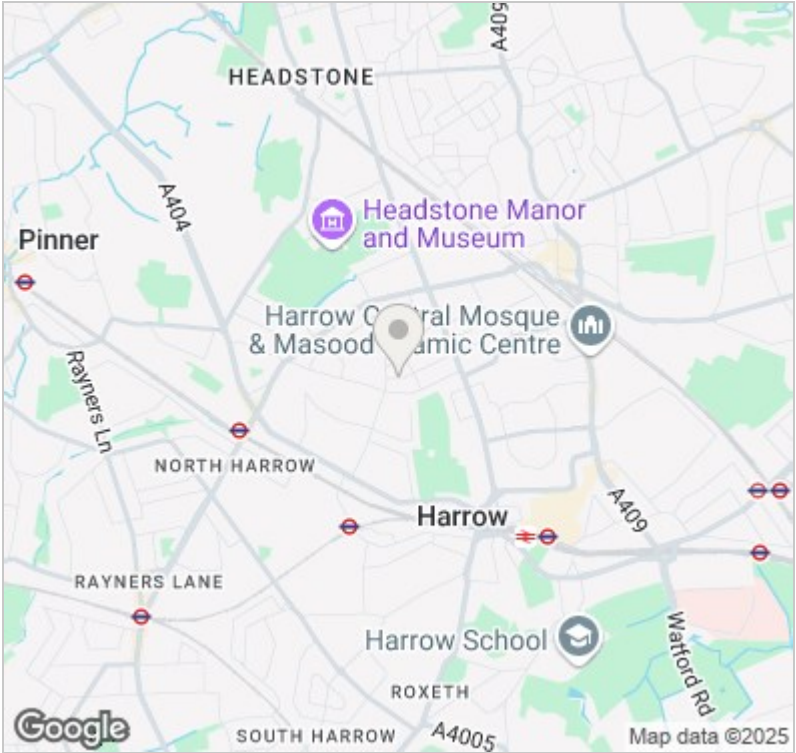 A409
HEADSTONE
A404
Headstone Manor
and Museum
Pinner
Harrow Central Mosque
& Masood Islamic Centre
Rayners Ln
NORTH HARROW
Harrow
A409
RAYNERS LANE
Harrow School
Watford Rd
ROXETH
SOUTH HARROW
A4005
Google
Map data ©2025